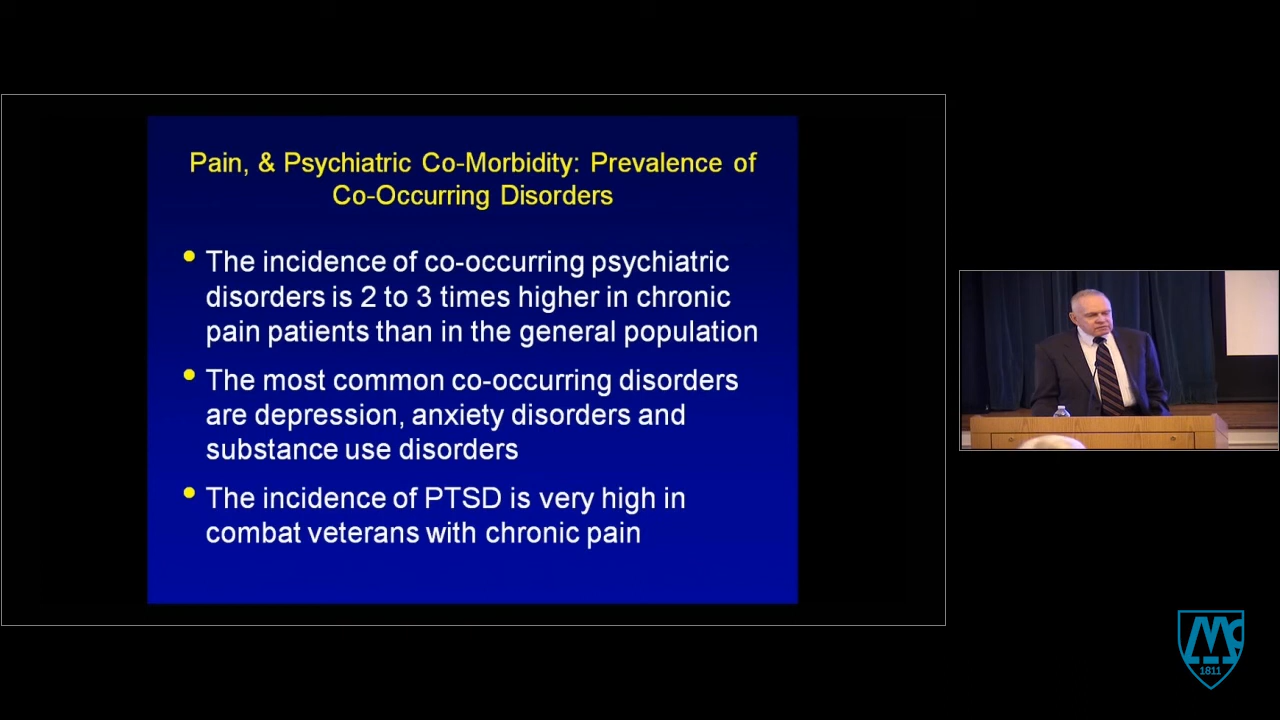 Pain, & Psychiatric Co-Morbidity: Prevalence of
Co-Occurring Disorders
• The incidence of co-occurring psychiatric
disorders is 2 to 3 times higher in chronic
pain patients than in the general population
• The most common co-occurring disorders
are depression, anxiety disorders and
substance use disorders
• The incidence of PTSD is very high in
combat veterans with chronic pain
Mc
1811